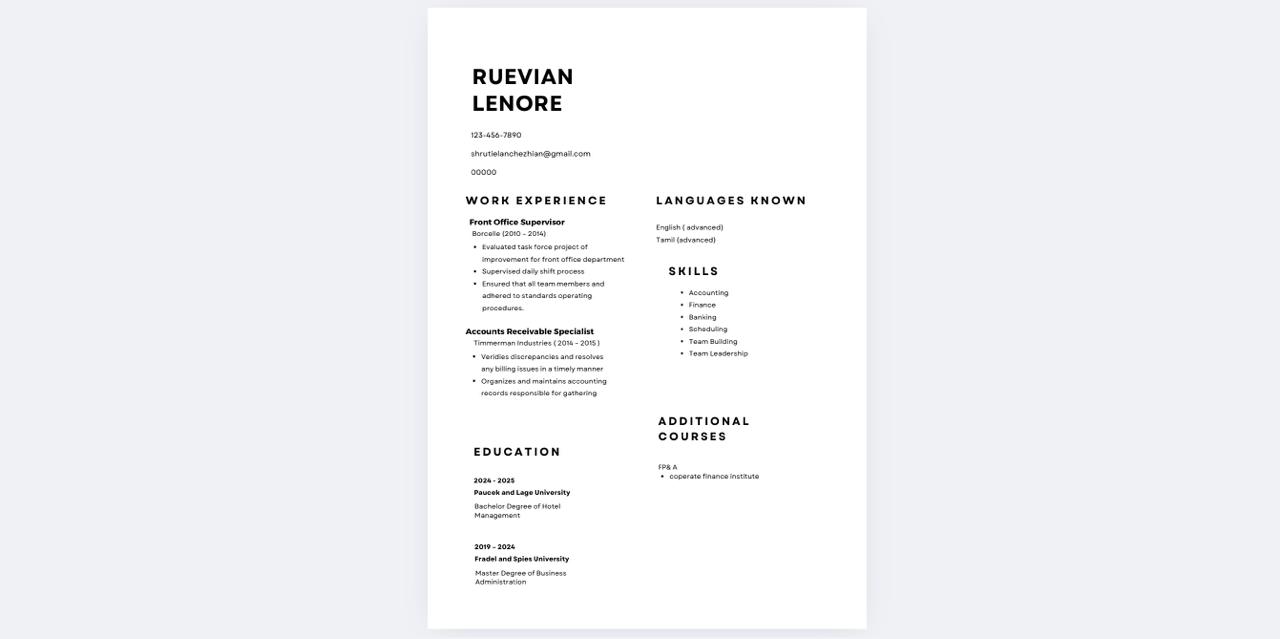 RUEVIAN
LENORE
123-456-7890
shrutielanchezhian@gmail.com
00000
WORK EXPERIENCE
Front Office Supervisor
Borcelle (2010 - 2014)
• Evaluated task force project of
improvement for front office department
• Supervised daily shift process
• Ensured that all team members and
adhered to standards operating
procedures.
Accounts Receivable Specialist
Timmerman Industries ( 2014 - 2015 )
• Veridies discrepancies and resolves
any billing issues in a timely manner
• Organizes and maintains accounting
records responsible for gathering
EDUCATION
2024 - 2025
Paucek and Lage University
Bachelor Degree of Hotel
Management
2019 - 2024
Fradel and Spies University
Master Degree of Business
Administration
LANGUAGES KNOWN
English ( advanced)
Tamil (advanced)
SKILLS
• Accounting
• Finance
• Banking
• Scheduling
• Team Building
• Team Leadership
ADDITIONAL
COURSES
FP& A
• coperate finance institute